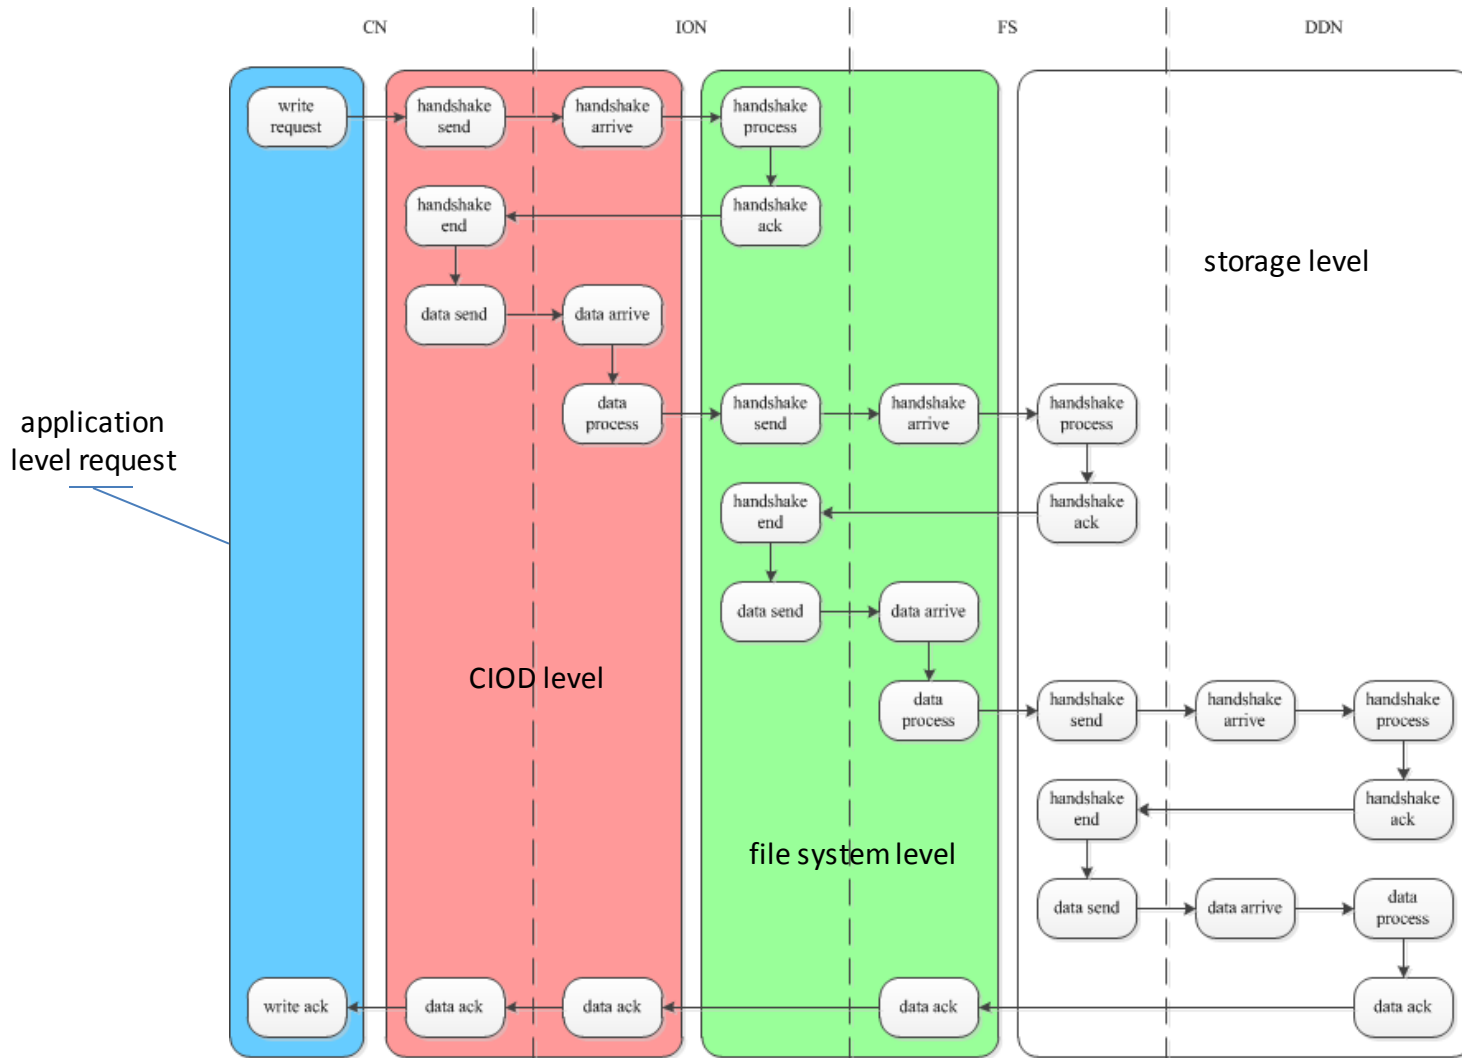 CN ION FS DDN
write
request
handshake
send
handshake
arrive
handshake
process
handshake
end
handshake
ack
storage level
data send
data arrive
data
process
handshake
send
handshake
arrive
handshake
process
application
level request
handshake
end
handshake
ack
data send
data arrive
CIOD level
data
process
handshake
send
handshake
arrive
handshake
process
handshake
end
handshake
ack
file system level
data send
data arrive
data
process
write ack
data ack
data ack
data ack
data ack